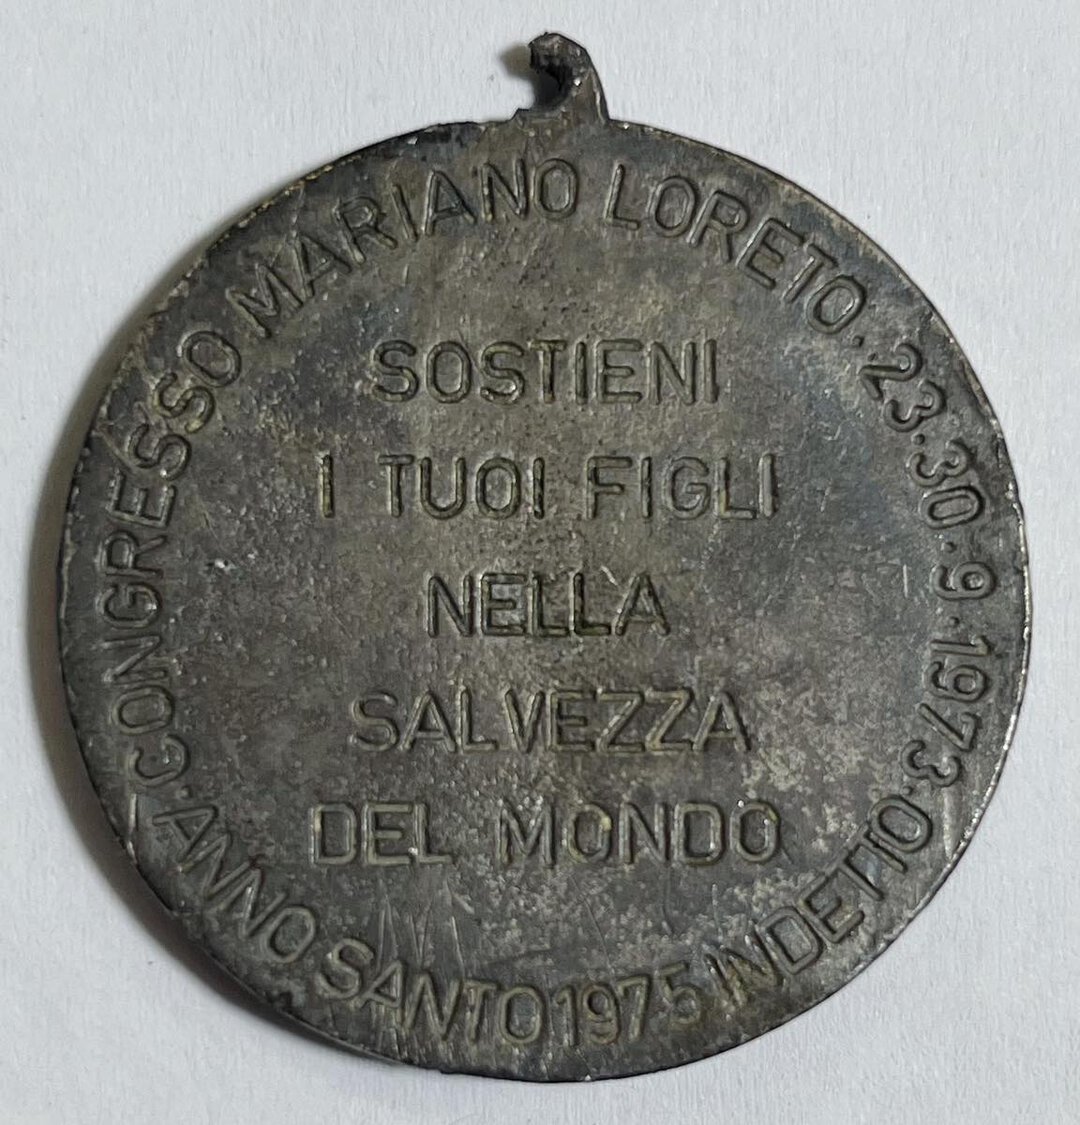 CONGRESSO MARIANO LORETO. 23.30.9.1973.
SOSTIENI
I TUOI FIGLI
NELLA
SALVEZZA
DEL MONDO
ANNO SANTO 1975 INDETTO